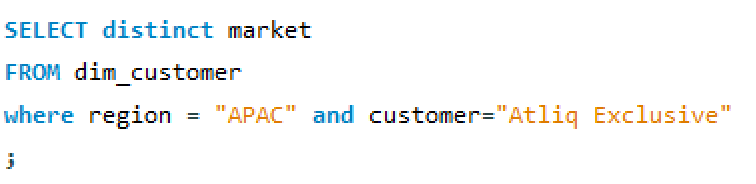 SELECT distinct market
FROM dim_customer
where region = "APAC" and customer="Atliq Exclusive"
;